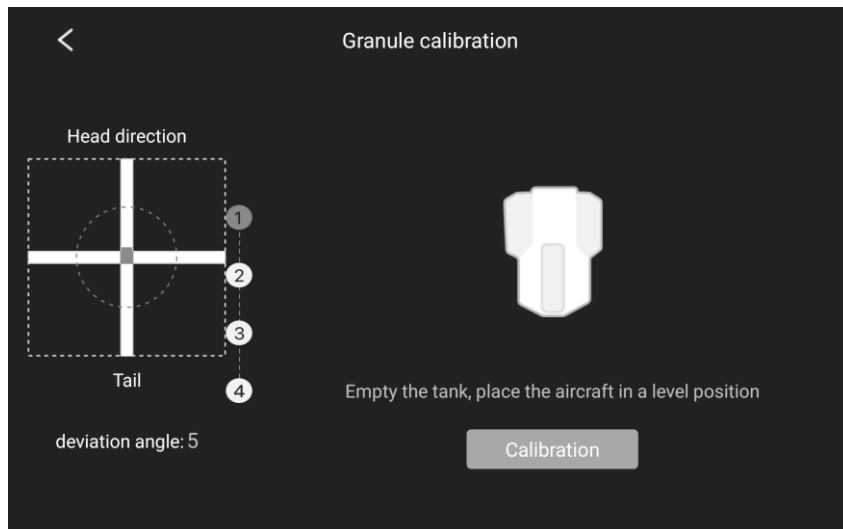 Granule calibration
Head direction
1
2
3
4
Tail
deviation angle: 5
Empty the tank, place the aircraft in a level position
Calibration